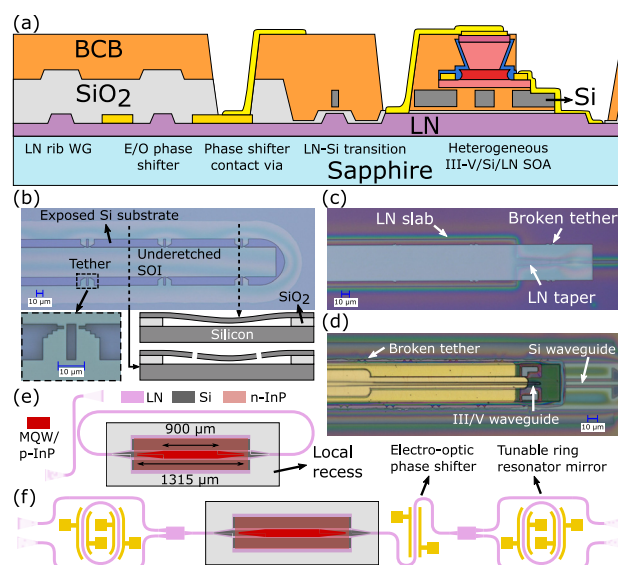 (a)
BCB
SiO2
Si
LN
LN rib WG
E/O phase shifter
Phase shifter contact via
LN-Si transition
Heterogeneous III-V/Si/LN SOA
Sapphire
(b)
Exposed Si substrate
Underetched SOI
Tether
10 μm
SiO2
Silicon
10 μm
(c)
LN slab
Broken tether
LN taper
10 μm
(d)
Broken tether
Si waveguide
III/V waveguide
10 μm
(e)
LN
Si
n-InP
MQW/
p-InP
900 μm
1315 μm
Local recess
Electro-optic phase shifter
Tunable ring resonator mirror
(f)